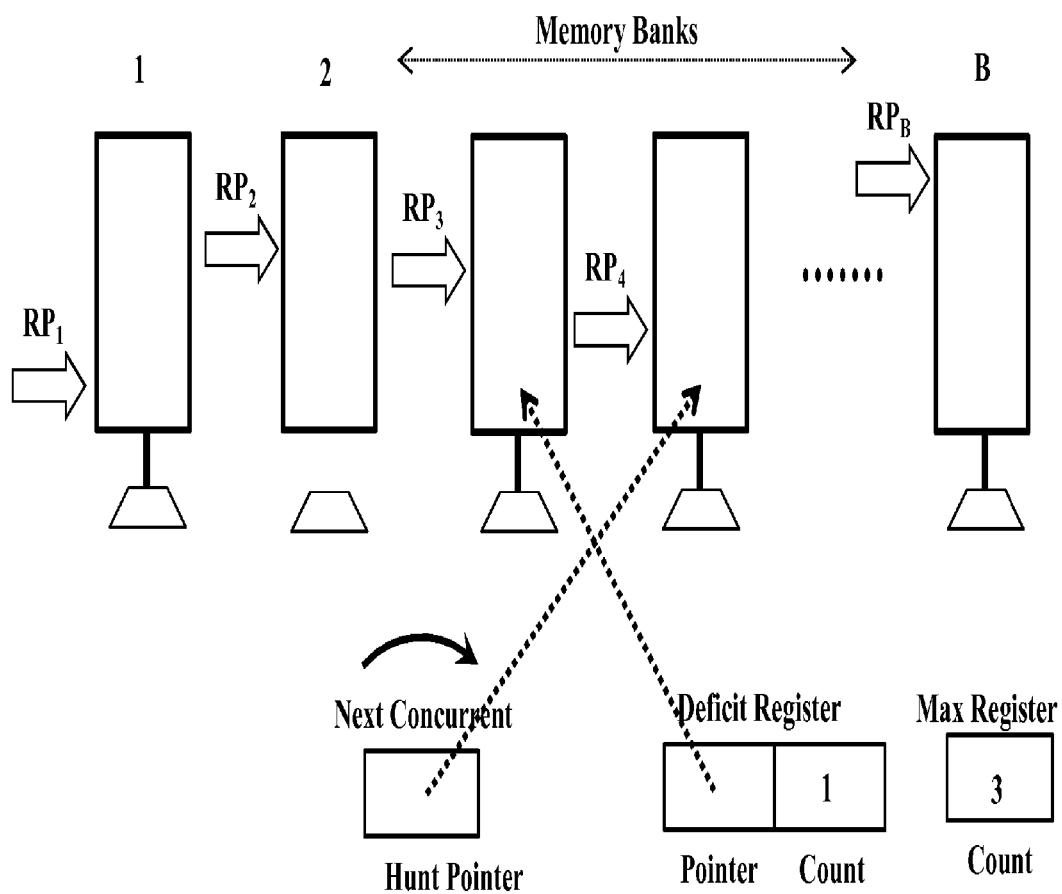 Memory Banks
1
2
B
RP1
RP2
RP3
RP4
RPB
.......
Next Concurrent
Hunt Pointer
Deficit Register
1
Pointer
Count
Max Register
3
Count